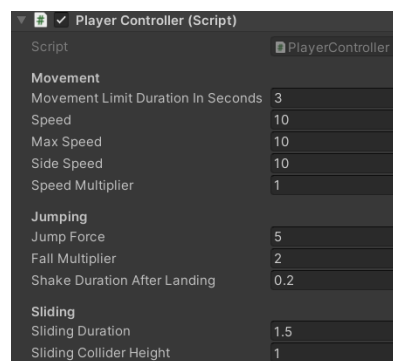 Player Controller (Script)
Script PlayerController
Movement
Movement Limit Duration In Seconds 3
Speed 10
Max Speed 10
Side Speed 10
Speed Multiplier 1
Jumping
Jump Force 5
Fall Multiplier 2
Shake Duration After Landing 0.2
Sliding
Sliding Duration 1.5
Sliding Collider Height 1